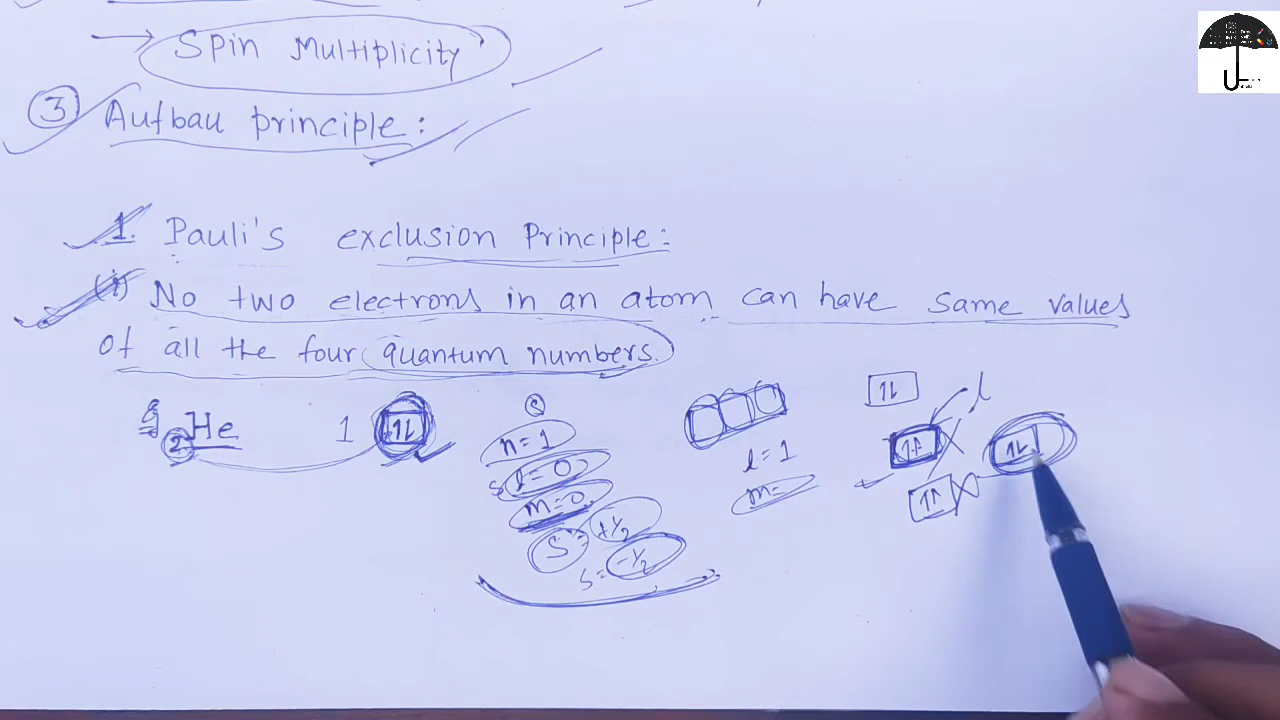 → Spin Multiplicity
③ Aufbau principle:
1. Pauli's exclusion Principle:
(i) No two electrons in an atom can have same values
of all the four quantum numbers.
2He 1 ↑↓
n=1
l=0
m=0
S= +½
s= -½
l=1
m=
↑↓
↑↑
↑↑
↑↓
l